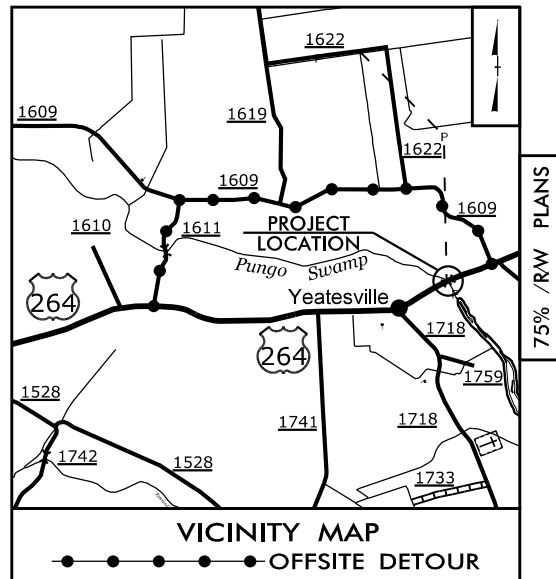 1622
1609
1619
1622
1609
1609
1610
1611
PROJECT
LOCATION
Pungo Swamp
264
Yeatesville
264
1718
1759
1528
1741
1718
1742
1528
1733
P
75% /R/W PLANS
VICINITY MAP
OFFSITE DETOUR